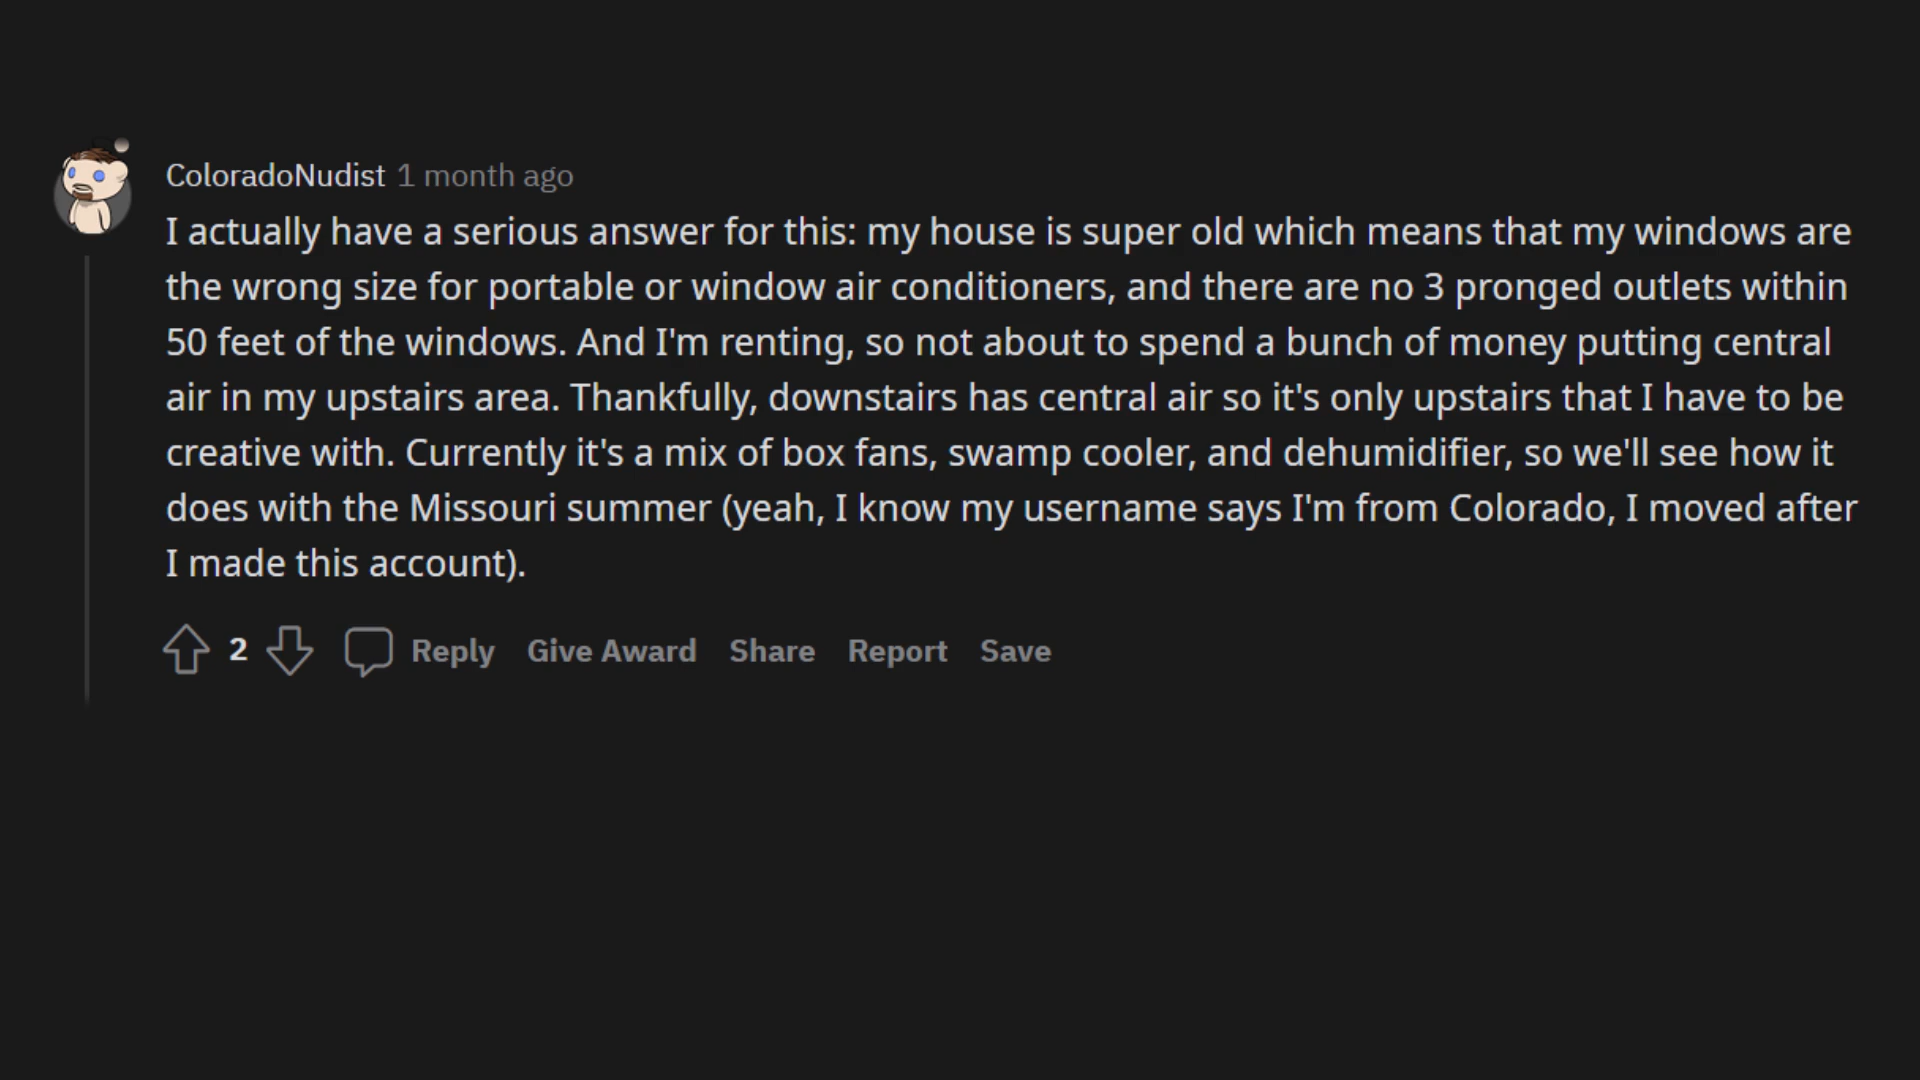 ColoradoNudist 1 month ago
I actually have a serious answer for this: my house is super old which means that my windows are
the wrong size for portable or window air conditioners, and there are no 3 pronged outlets within
50 feet of the windows. And I'm renting, so not about to spend a bunch of money putting central
air in my upstairs area. Thankfully, downstairs has central air so it's only upstairs that I have to be
creative with. Currently it's a mix of box fans, swamp cooler, and dehumidifier, so we'll see how it
does with the Missouri summer (yeah, I know my username says I'm from Colorado, I moved after
I made this account).
2 Reply Give Award Share Report Save